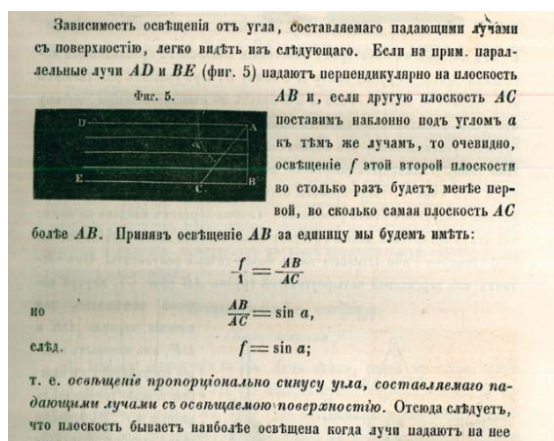 Зависимость освѣщенія отъ угла, составляемаго падающими лучами
съ поверхностію, легко видѣть изъ слѣдующаго. Если на прим. парал-
лельные лучи AD и BE (фиг. 5) падаютъ перпендикулярно на плоскость
Фиг. 5.
D
A
a
E
C
B
AB и, если другую плоскость AC
поставимъ наклонно подъ угломъ a
къ тѣмъ же лучамъ, то очевидно,
освѣщеніе f этой второй плоскости
во столько разъ будетъ менѣе пер-
вой, во сколько самая плоскость AC
болѣе AB. Принявъ освѣщеніе AB за единицу мы будемъ имѣть:
f/1 = AB/AC
но AB/AC = sin a,
слѣд. f = sin a;
т. е. освѣщеніе пропорціонально синусу угла, составляемаго па-
дающими лучами съ освѣщаемою поверхностію. Отсюда слѣдуетъ,
что плоскость бываетъ наиболѣе освѣщена когда лучи падаютъ на нее